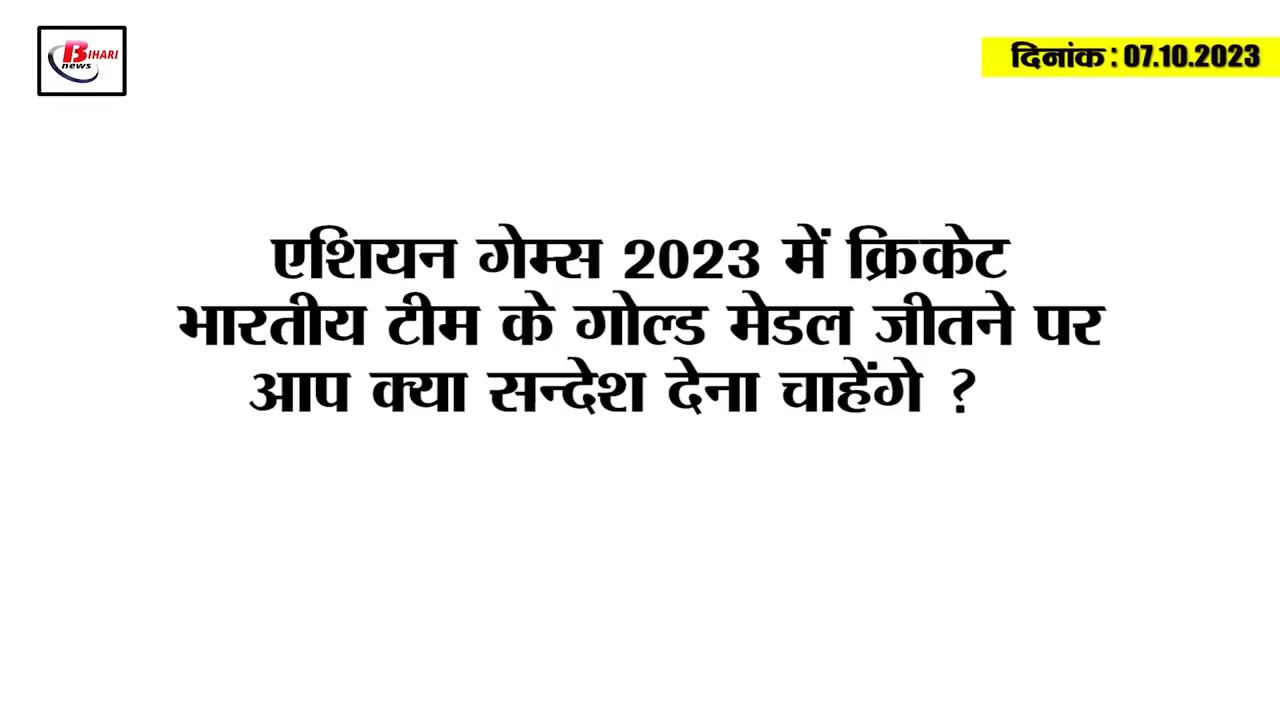 BIHARI
news
दिनांक : 07.10.2023
एशियन गेम्स 2023 में क्रिकेट
भारतीय टीम के गोल्ड मेडल जीतने पर
आप क्या सन्देश देना चाहेंगे ?